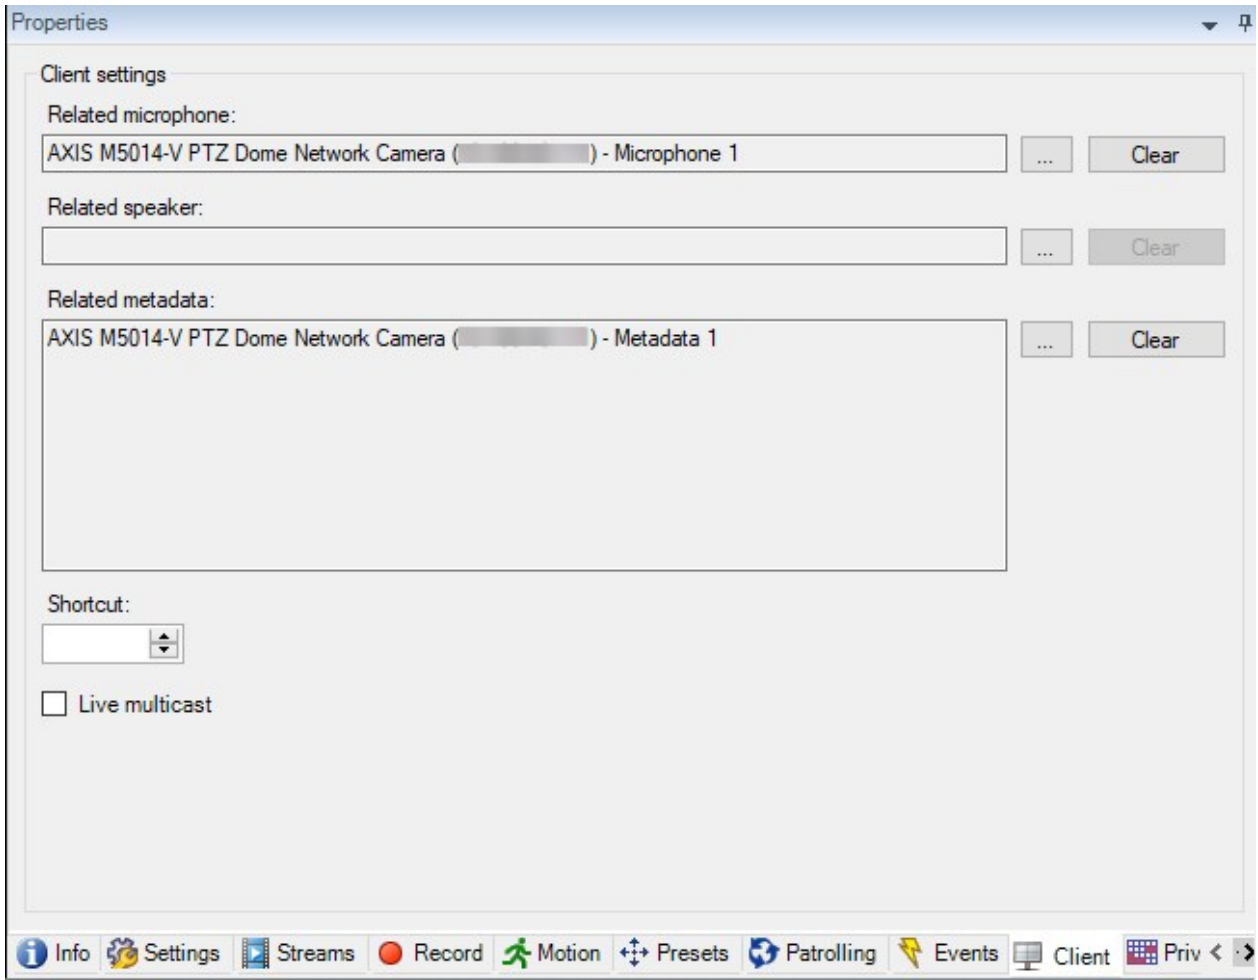 Properties
Client settings
Related microphone:
AXIS M5014-V PTZ Dome Network Camera ( ) - Microphone 1
... Clear
Related speaker:
... Clear
Related metadata:
AXIS M5014-V PTZ Dome Network Camera ( ) - Metadata 1
... Clear
Shortcut:
Live multicast
Info Settings Streams Record Motion Presets Patrolling Events Client Priv